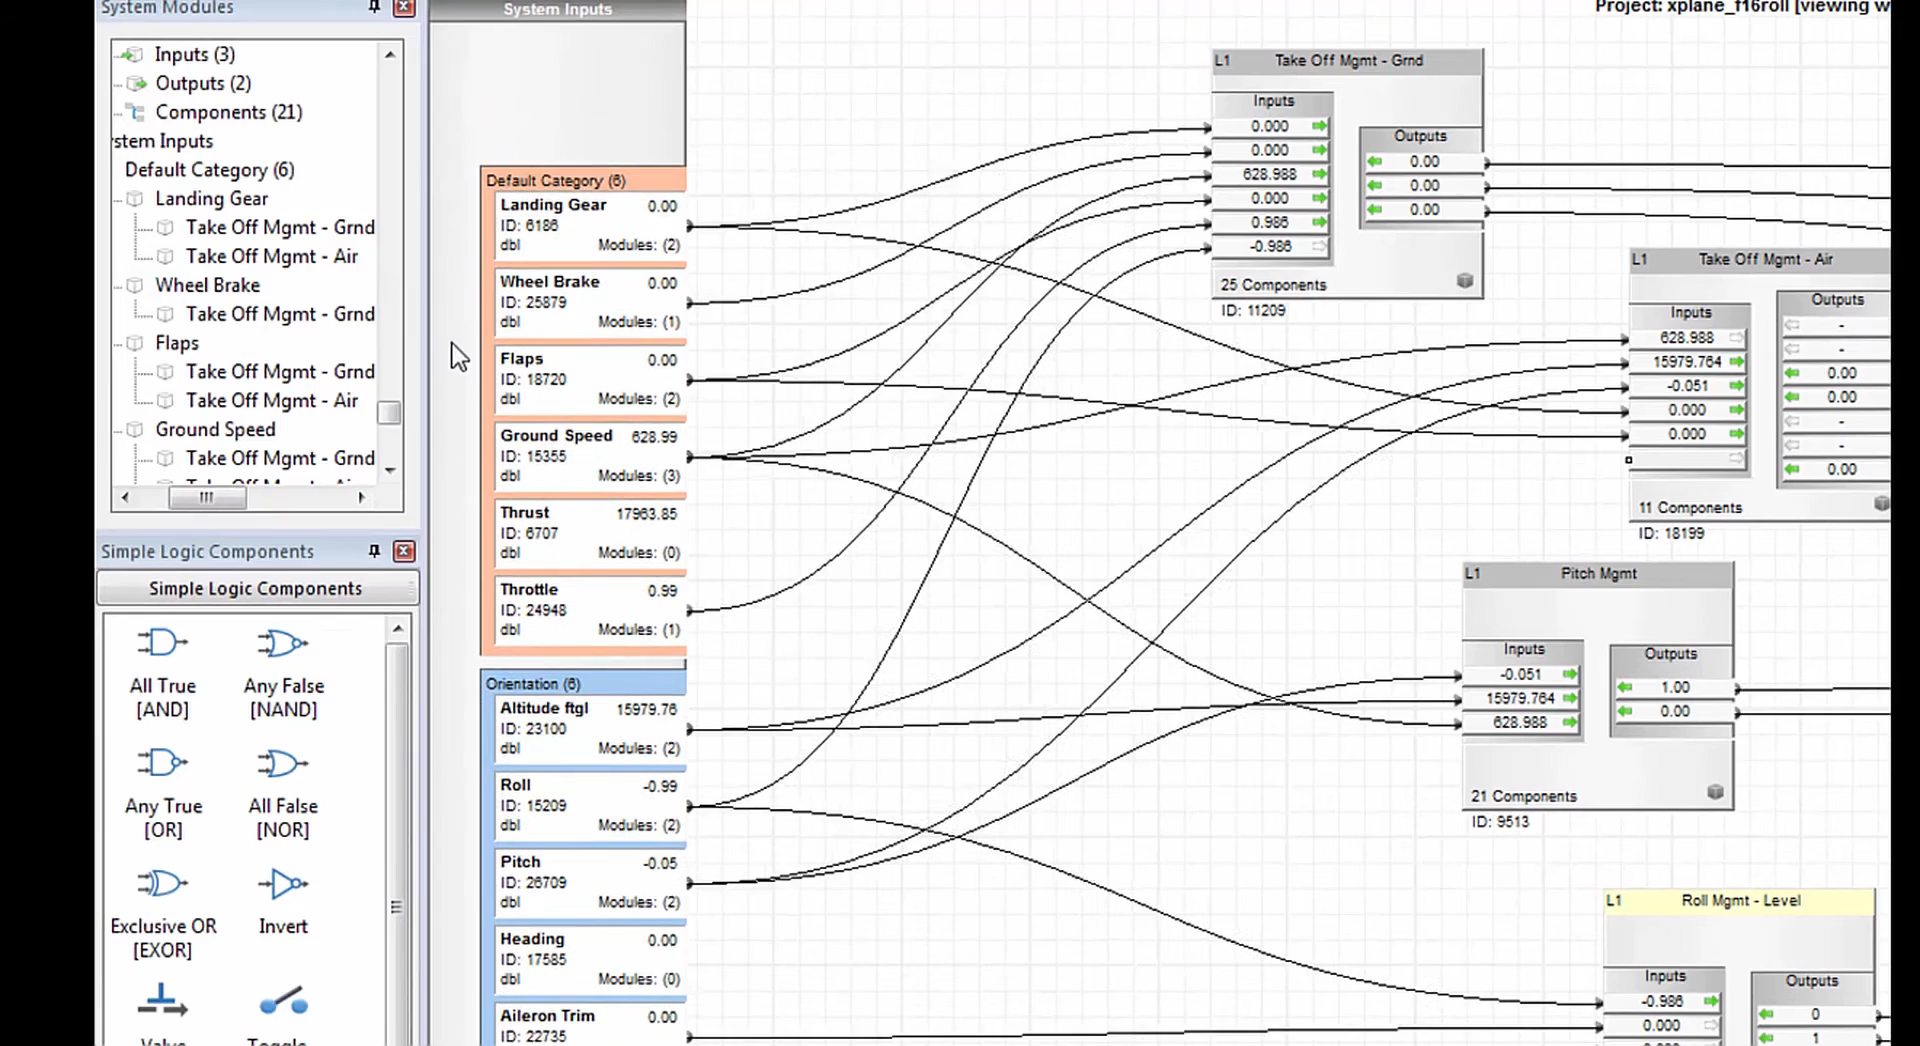 System Modules
Inputs (3)
Outputs (2)
Components (21)
stem Inputs
Default Category (6)
Landing Gear
Take Off Mgmt - Grnd
Take Off Mgmt - Air
Wheel Brake
Take Off Mgmt - Grnd
Flaps
Take Off Mgmt - Grnd
Take Off Mgmt - Air
Ground Speed
Take Off Mgmt - Grnd
Simple Logic Components
Simple Logic Components
All True
[AND]
Any False
[NAND]
Any True
[OR]
All False
[NOR]
Exclusive OR
[EXOR]
Invert
System Inputs
Default Category (6)
Landing Gear 0.00
ID: 6186
dbl Modules: (2)
Wheel Brake 0.00
ID: 25879
dbl Modules: (1)
Flaps 0.00
ID: 18720
dbl Modules: (2)
Ground Speed 628.99
ID: 15355
dbl Modules: (3)
Thrust 17963.85
ID: 6707
dbl Modules: (0)
Throttle 0.99
ID: 24948
dbl Modules: (1)
Orientation (6)
Altitude ftgl 15979.76
ID: 23100
dbl Modules: (2)
Roll -0.99
ID: 15209
dbl Modules: (2)
Pitch -0.05
ID: 26709
dbl Modules: (2)
Heading 0.00
ID: 17585
dbl Modules: (0)
Aileron Trim 0.00
ID: 22735
Project: xplane_f16roll [viewing w
L1 Take Off Mgmt - Grnd
Inputs
0.000
0.000
628.988
0.000
0.986
-0.986
Outputs
0.00
0.00
0.00
25 Components
ID: 11209
L1 Take Off Mgmt - Air
Inputs
628.988
15979.764
-0.051
0.000
0.000
Outputs
-
-
0.00
0.00
-
-
0.00
11 Components
ID: 18199
L1 Pitch Mgmt
Inputs
-0.051
15979.764
628.988
Outputs
1.00
0.00
21 Components
ID: 9513
L1 Roll Mgmt - Level
Inputs
-0.986
0.000
Outputs
0
1